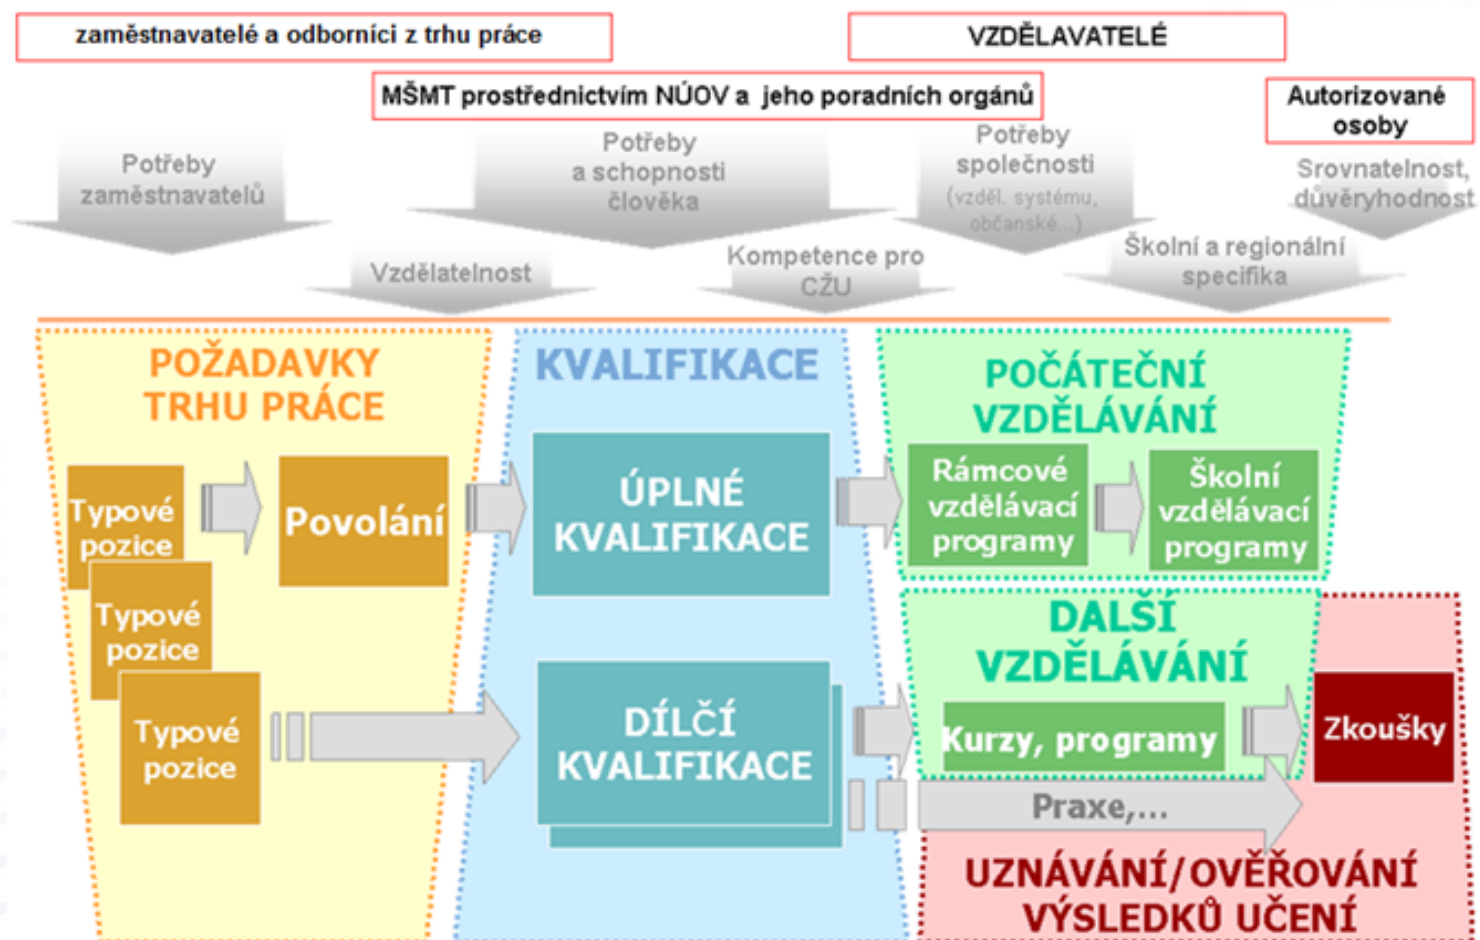 zaměstnavatelé a odborníci z trhu práce
VZDĚLAVATELÉ
MŠMT prostřednictvím NÚOV a jeho poradních orgánů
Autorizované
osoby
Potřeby
zaměstnavatelů
Potřeby
a schopnosti
člověka
Potřeby
společnosti
(vzděl. systému,
občanské...)
Srovnatelnost,
důvěryhodnost
Vzdělatelnost
Kompetence pro
CŽU
Školní a regionální
specifika
POŽADAVKY
TRHU PRÁCE
KVALIFIKACE
POČÁTEČNÍ
VZDĚLÁVÁNÍ
Typové
pozice
Povolání
ÚPLNÉ
KVALIFIKACE
Rámcové
vzdělávací
programy
Školní
vzdělávací
programy
Typové
pozice
Typové
pozice
DÍLČÍ
KVALIFIKACE
DALŠÍ
VZDĚLÁVÁNÍ
Kurzy, programy
Zkoušky
Praxe,...
UZNÁVÁNÍ/OVĚŘOVÁNÍ
VÝSLEDKŮ UČENÍ